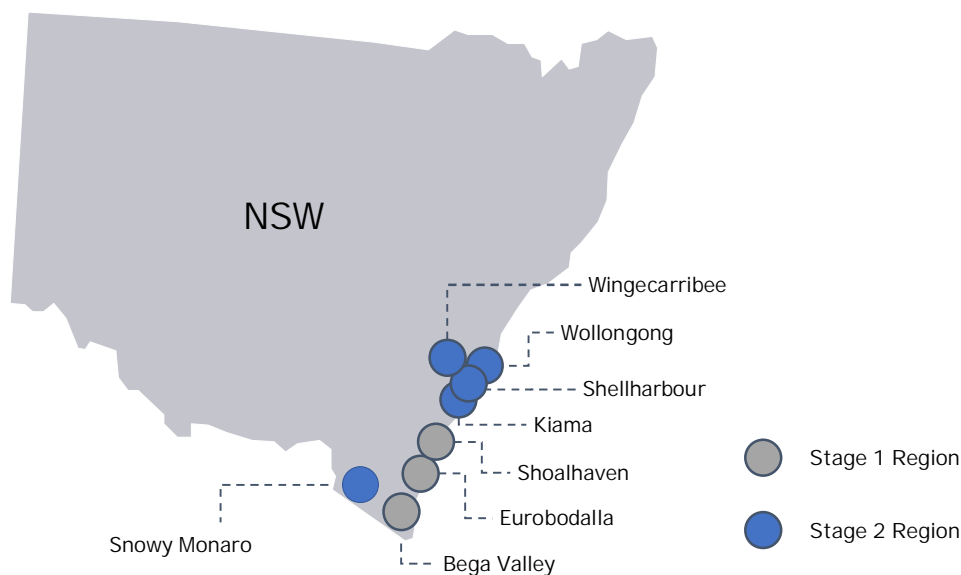 NSW
Wingecarribee
Wollongong
Shellharbour
Kiama
Shoalhaven
Eurobodalla
Bega Valley
Snowy Monaro
Stage 1 Region
Stage 2 Region